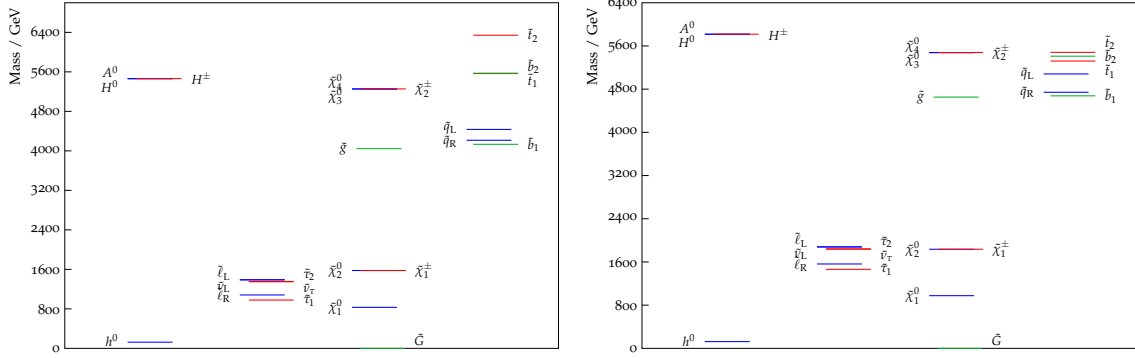 Mass / GeV
6400
5600
4800
4000
3200
2400
1600
800
0
A⁰
H⁰
H±
h⁰
ℓ̃L
ν̃L
ℓ̃R
τ̃2
ν̃τ
τ̃1
χ̃⁰4
χ̃⁰3
χ̃±2
g̃
χ̃⁰2
χ̃±1
χ̃⁰1
G̃
t̃2
b̃2
t̃1
q̃L
q̃R
b̃1
Mass / GeV
6400
5600
4800
4000
3200
2400
1600
800
0
A⁰
H⁰
H±
h⁰
ℓ̃L
ν̃L
ℓ̃R
τ̃2
ν̃τ
τ̃1
χ̃⁰4
χ̃⁰3
χ̃±2
g̃
χ̃⁰2
χ̃±1
χ̃⁰1
G̃
t̃2
b̃2
t̃1
q̃L
q̃R
b̃1